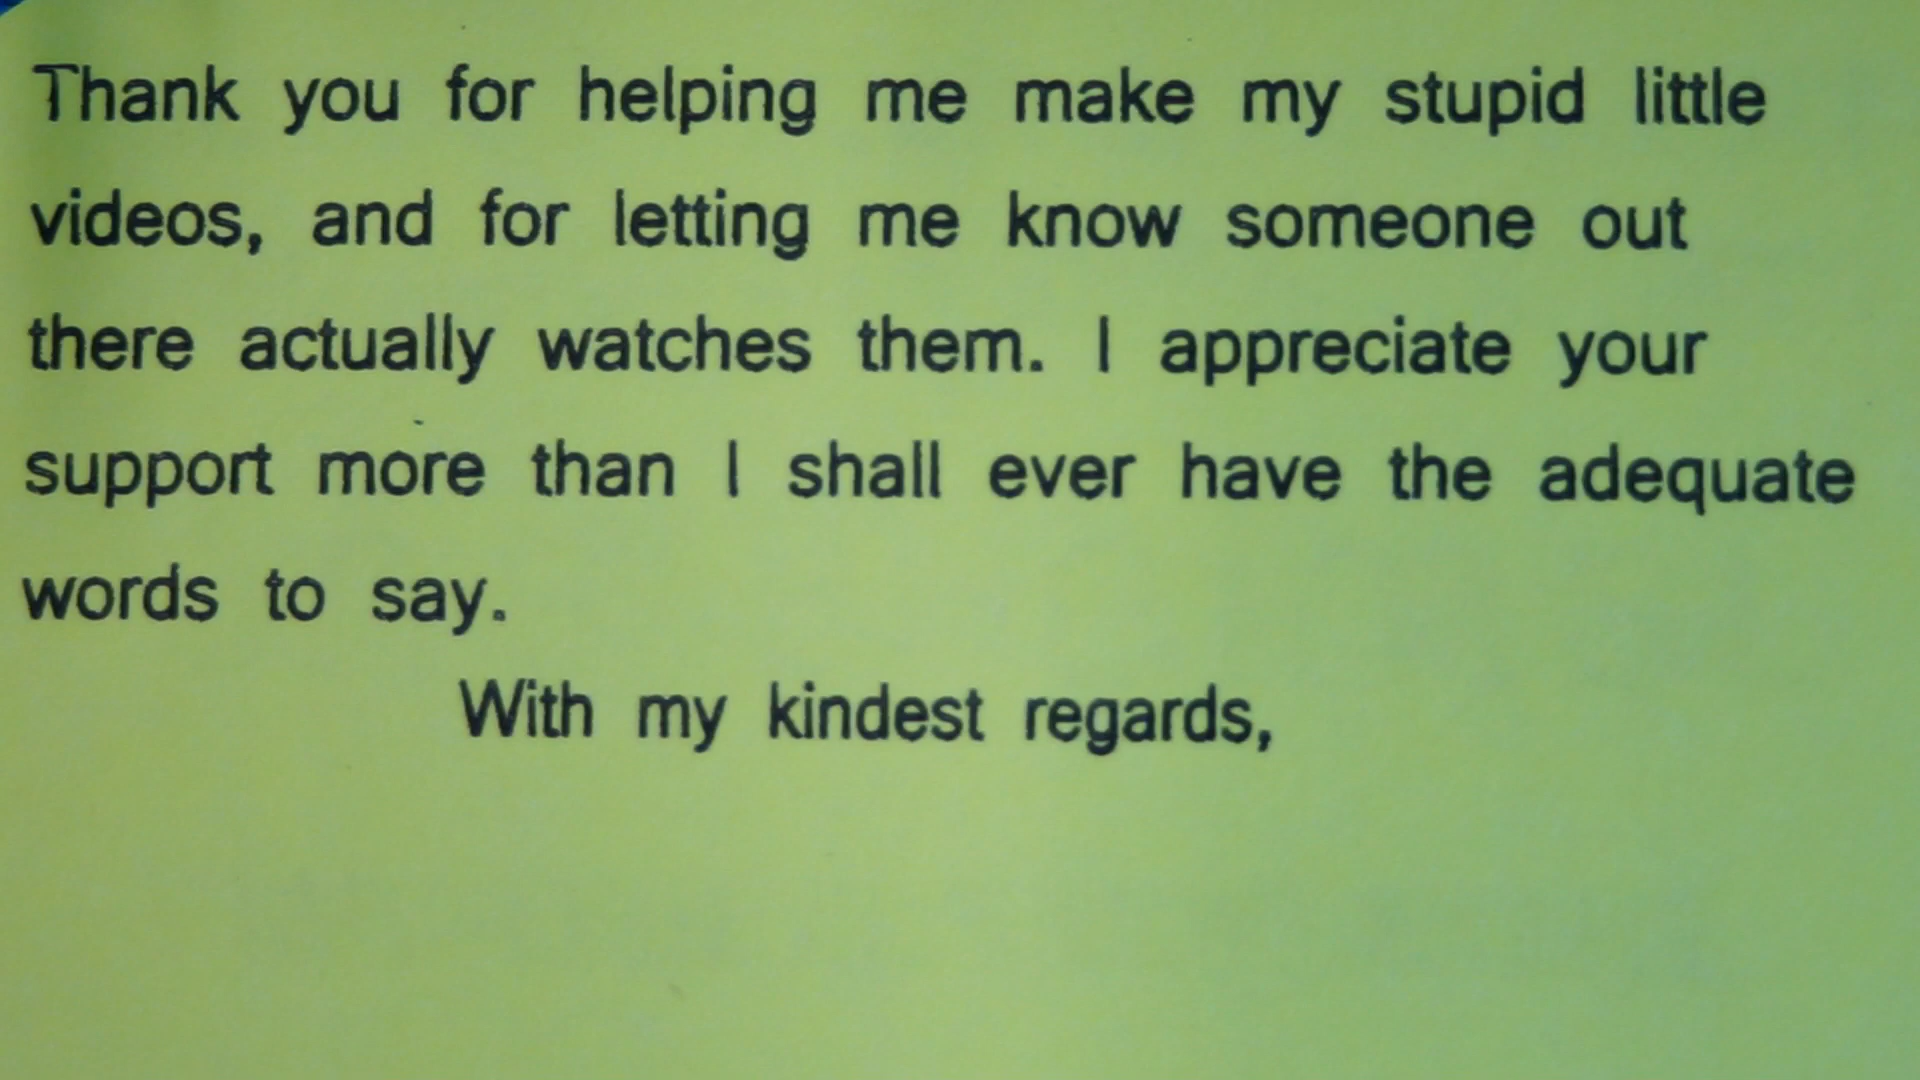 Thank you for helping me make my stupid little
videos, and for letting me know someone out
there actually watches them. I appreciate your
support more than I shall ever have the adequate
words to say.
With my kindest regards,